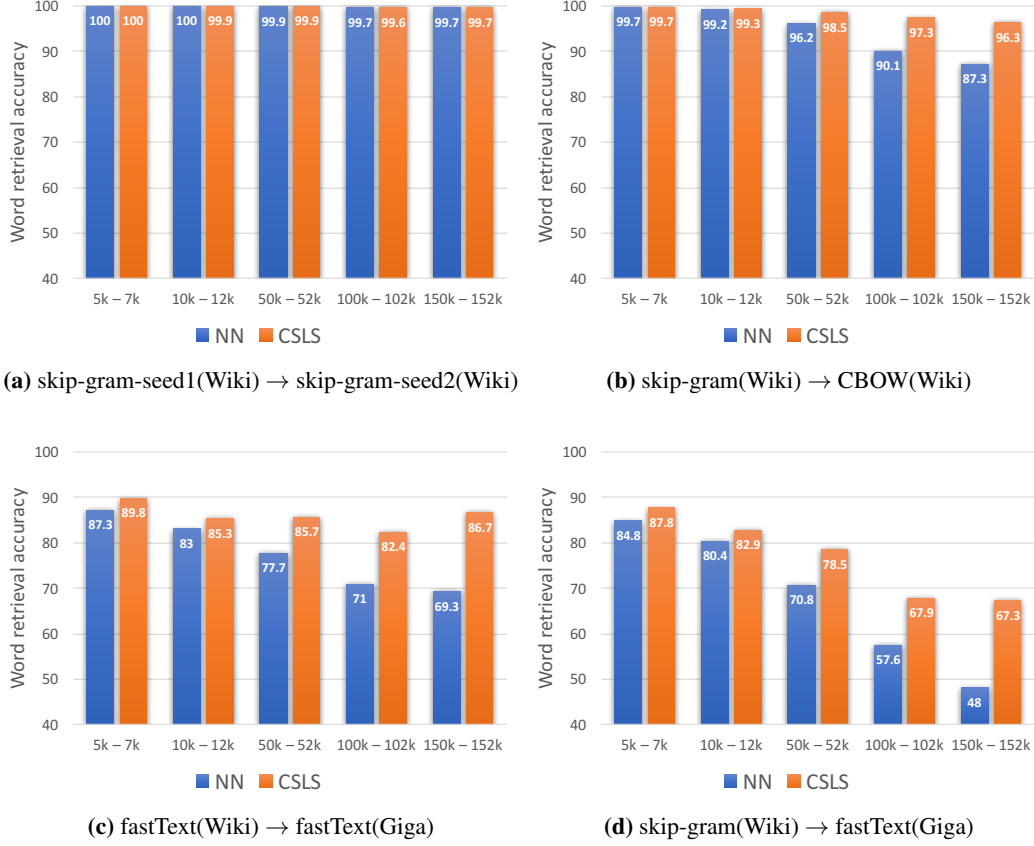 Word retrieval accuracy
100
90
80
70
60
50
40
100 100 100 99.9 99.9 99.9 99.7 99.6 99.7 99.7
5k – 7k 10k – 12k 50k – 52k 100k – 102k 150k – 152k
NN CSLS
(a) skip-gram-seed1(Wiki) → skip-gram-seed2(Wiki)
Word retrieval accuracy
100
90
80
70
60
50
40
99.7 99.7 99.2 99.3 96.2 98.5 90.1 97.3 87.3 96.3
5k – 7k 10k – 12k 50k – 52k 100k – 102k 150k – 152k
NN CSLS
(b) skip-gram(Wiki) → CBOW(Wiki)
Word retrieval accuracy
100
90
80
70
60
50
40
87.3 89.8 83 85.3 77.7 85.7 71 82.4 69.3 86.7
5k – 7k 10k – 12k 50k – 52k 100k – 102k 150k – 152k
NN CSLS
(c) fastText(Wiki) → fastText(Giga)
Word retrieval accuracy
100
90
80
70
60
50
40
84.8 87.8 80.4 82.9 70.8 78.5 57.6 67.9 48 67.3
5k – 7k 10k – 12k 50k – 52k 100k – 102k 150k – 152k
NN CSLS
(d) skip-gram(Wiki) → fastText(Giga)